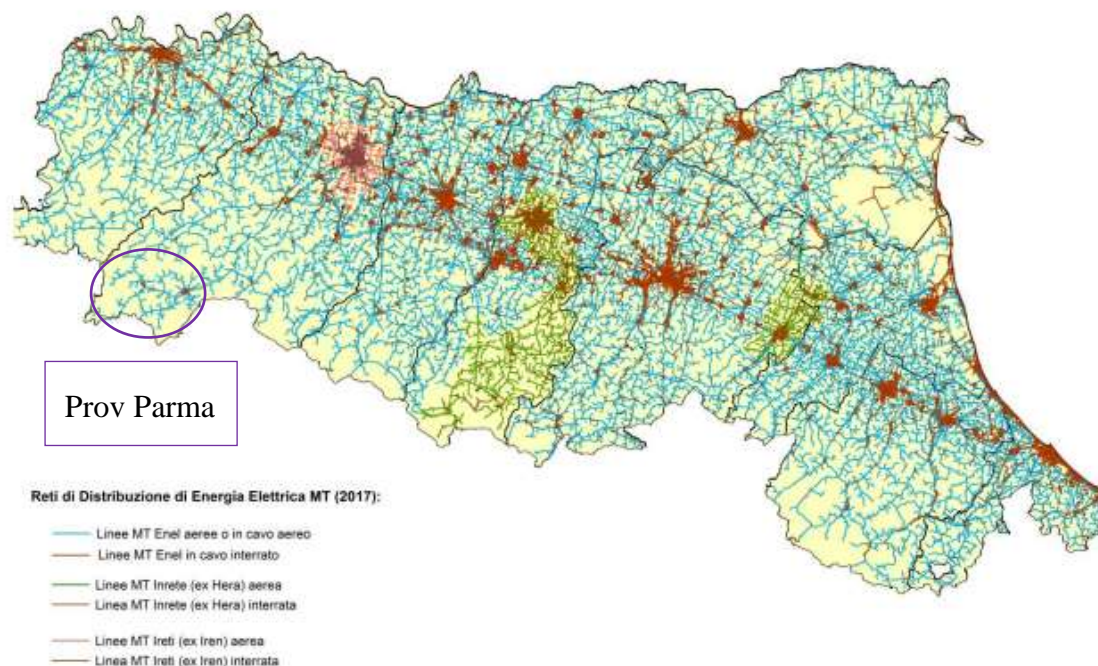 Prov Parma
Reti di Distribuzione di Energia Elettrica MT (2017):
Linee MT Enel aeree o in cavo aereo
Linee MT Enel in cavo interrato
Linee MT Inrete (ex Hera) aerea
Linea MT Inrete (ex Hera) interrata
Linee MT Ireti (ex Iren) aerea
Linea MT Ireti (ex Iren) interrata